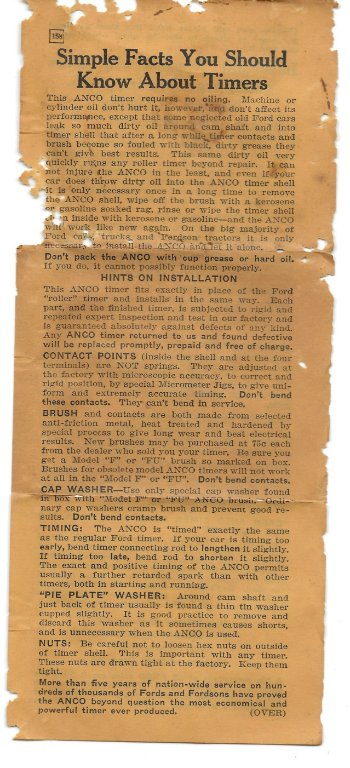 158
Simple Facts You Should
Know About Timers
This ANCO timer requires no oiling. Machine or
cylinder oil don't hurt it, however, and don't affect its
performance, except that some neglected old Ford cars
leak so much dirty oil around cam shaft and into
timer shell that after a long while timer contacts and
brush become so fouled with black, dirty grease they
can't give best results. This same dirty oil very
quickly ruins any roller timer beyond repair. It can
not injure the ANCO in the least, and even if your
car does throw dirty oil into the ANCO timer shell
it is only necessary once in a long time to remove
the ANCO shell, wipe off the brush with a kerosene
or gasoline soaked rag, rinse or wipe the timer shell
inside with kerosene or gasoline—and the ANCO
will work like new again. On the big majority of
Ford cars, trucks and Fordson tractors it is only
necessary to install the ANCO and let it alone.
Don't pack the ANCO with cup grease or hard oil.
If you do, it cannot possibly function properly.
HINTS ON INSTALLATION
This ANCO timer fits exactly in place of the Ford
"roller" timer and installs in the same way. Each
part, and the finished timer, is subjected to rigid and
repeated expert inspection and test in our factory and
is guaranteed absolutely against defects of any kind.
Any ANCO timer returned to us and found defective
will be replaced promptly, prepaid and free of charge.
CONTACT POINTS (inside the shell and at the four
terminals) are NOT springs. They are adjusted at
the factory with microscopic accuracy, to correct and
rigid position, by special Micrometer Jigs, to give uni-
form and extremely accurate timing. Don't bend
these contacts. They can't bend in service.
BRUSH and contacts are both made from selected
anti-friction metal, heat treated and hardened by
special process to give long wear and best electrical
results. New brushes may be purchased at 75c each
from the dealer who sold you your timer. Be sure you
get a Model "F" or "FU" brush so marked on box.
Brushes for obsolete model ANCO timers will not work
at all in the "Model F" or "FU". Don't bend contacts.
CAP WASHER—Use only special cap washer found
in box with "Model F" or "FU" ANCO brush. Ordi-
nary cap washers cramp brush and prevent good re-
sults. Don't bend contacts.
TIMING: The ANCO is "timed" exactly the same
as the regular Ford timer. If your car is timing too
early, bend timer connecting rod to lengthen it slightly.
If timing too late, bend rod to shorten it slightly.
The exact and positive timing of the ANCO permits
usually a further retarded spark than with other
timers, both in starting and running.
"PIE PLATE" WASHER: Around cam shaft and
just back of timer usually is found a thin tin washer
cupped slightly. It is good practice to remove and
discard this washer as it sometimes causes shorts,
and is unnecessary when the ANCO is used.
NUTS: Be careful not to loosen hex nuts on outside
of timer shell. This is important with any timer.
These nuts are drawn tight at the factory. Keep them
tight.
More than five years of nation-wide service on hun-
dreds of thousands of Fords and Fordsons have proved
the ANCO beyond question the most economical and
powerful timer ever produced. (OVER)